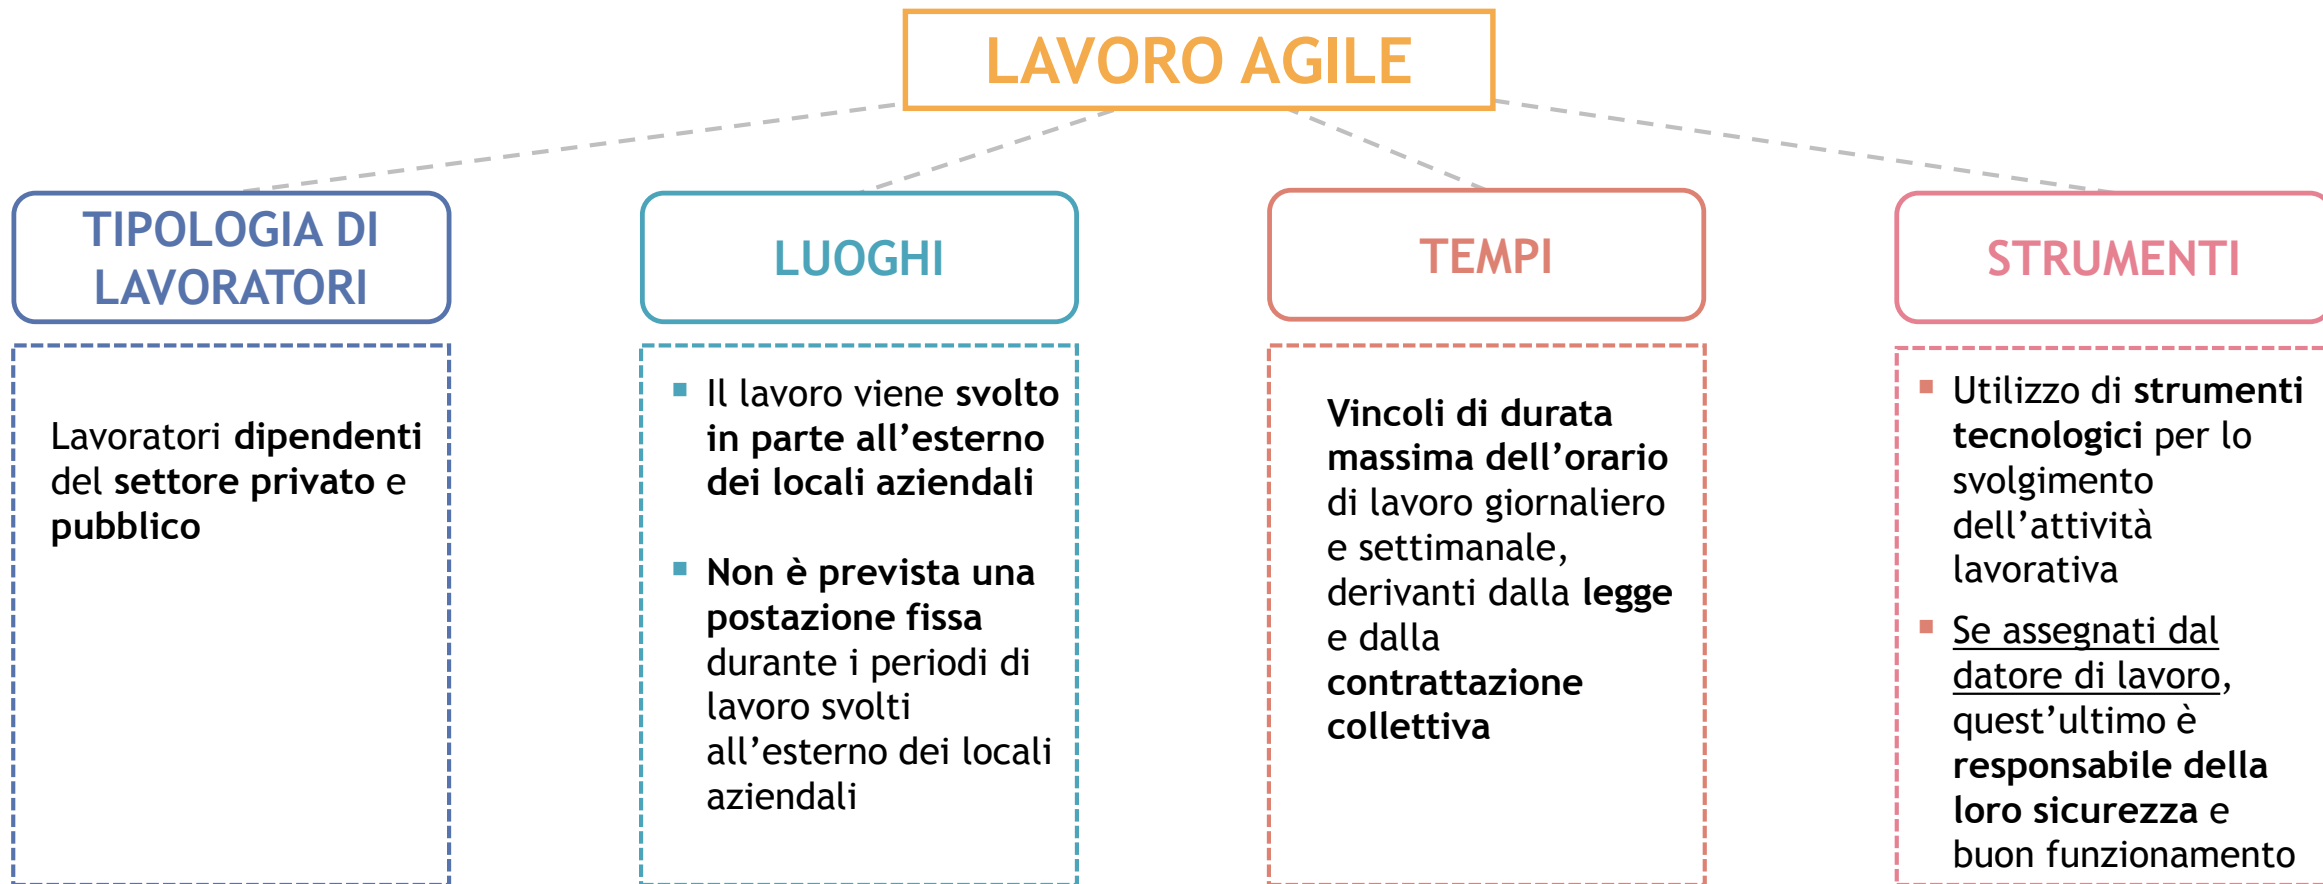 LAVORO AGILE
TIPOLOGIA DI
LAVORATORI
Lavoratori dipendenti
del settore privato e
pubblico
LUOGHI
▪ Il lavoro viene svolto
in parte all’esterno
dei locali aziendali
▪ Non è prevista una
postazione fissa
durante i periodi di
lavoro svolti
all’esterno dei locali
aziendali
TEMPI
Vincoli di durata
massima dell’orario
di lavoro giornaliero
e settimanale,
derivanti dalla legge
e dalla
contrattazione
collettiva
STRUMENTI
▪ Utilizzo di strumenti
tecnologici per lo
svolgimento
dell’attività
lavorativa
▪ Se assegnati dal
datore di lavoro,
quest’ultimo è
responsabile della
loro sicurezza e
buon funzionamento